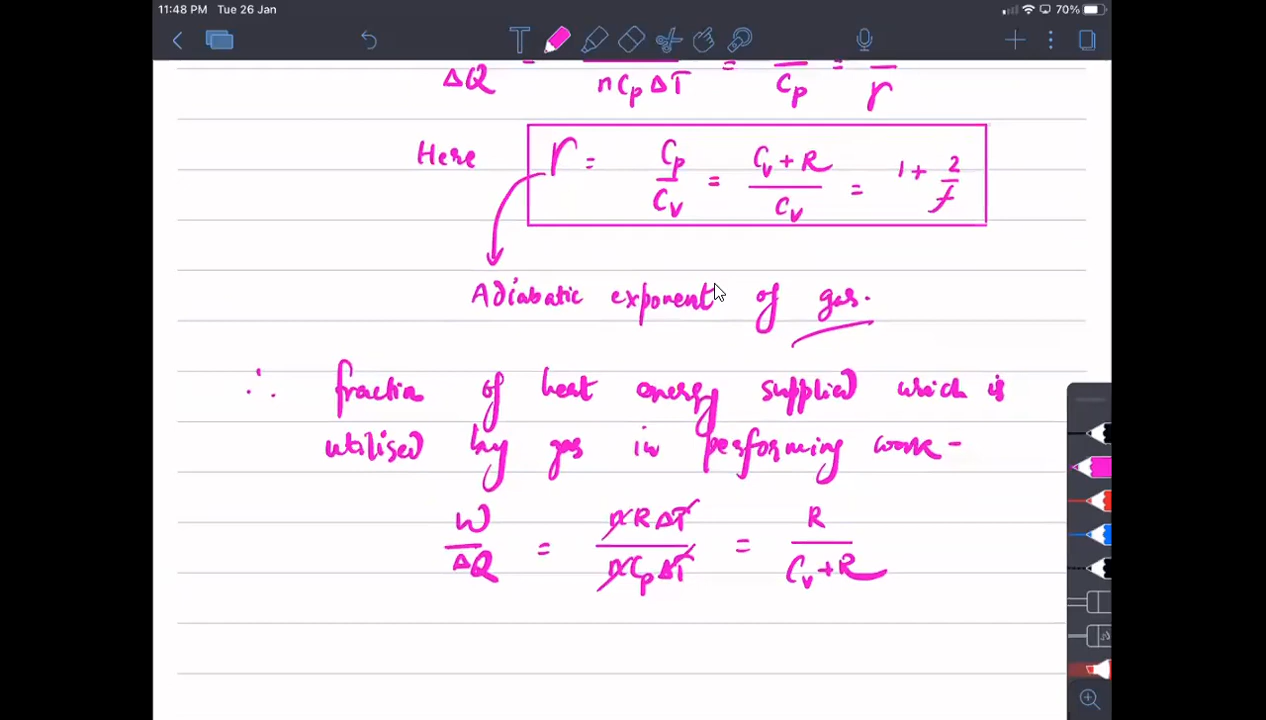 11:48 PM Tue 26 Jan 70%
T
ΔQ = nCpΔT = Cp = r
Here r = Cp/Cv = Cv + R/Cv = 1 + 2/f
Adiabatic exponent of gas.
∴ fraction of heat energy supplied which is
utilised by gas in performing work -
W/ΔQ = nRΔT/nCpΔT = R/Cv + R